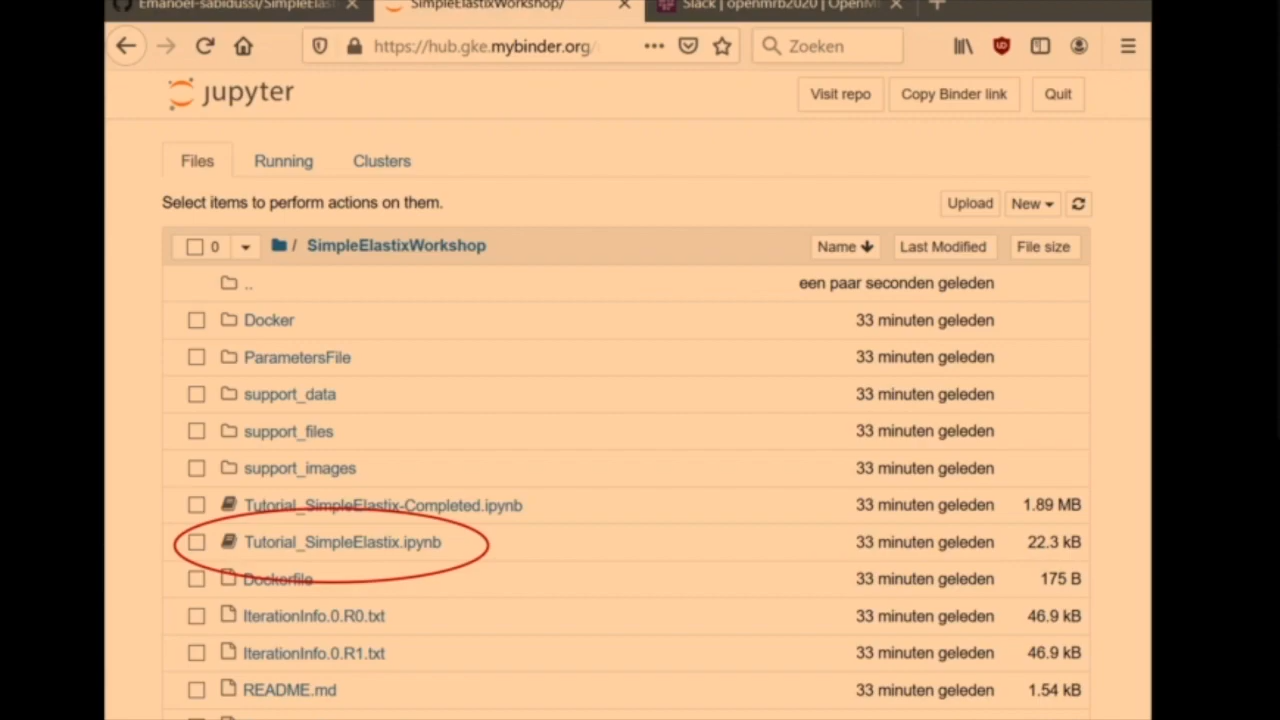 Emanoel-sabidussi/SimpleElast
SimpleElastixWorkshop/
Slack | openmrb2020 | OpenM
https://hub.gke.mybinder.org/
Zoeken
jupyter
Visit repo
Copy Binder link
Quit
Files
Running
Clusters
Select items to perform actions on them.
Upload
New
0
/ SimpleElastixWorkshop
Name
Last Modified
File size
..
een paar seconden geleden
Docker
33 minuten geleden
ParametersFile
33 minuten geleden
support_data
33 minuten geleden
support_files
33 minuten geleden
support_images
33 minuten geleden
Tutorial_SimpleElastix-Completed.ipynb
33 minuten geleden
1.89 MB
Tutorial_SimpleElastix.ipynb
33 minuten geleden
22.3 kB
Dockerfile
33 minuten geleden
175 B
IterationInfo.0.R0.txt
33 minuten geleden
46.9 kB
IterationInfo.0.R1.txt
33 minuten geleden
46.9 kB
README.md
33 minuten geleden
1.54 kB